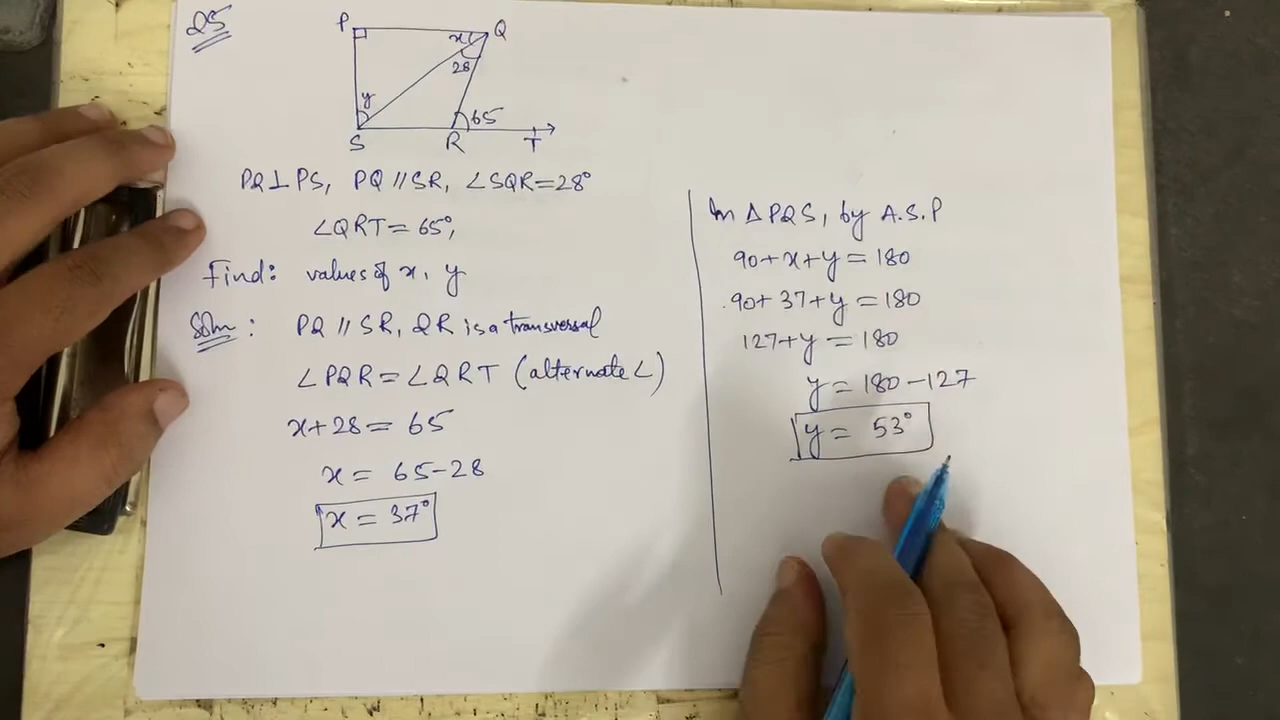 Q5
P
Q
x
28
y
65
S
R
T
PQ⊥PS, PQ // SR, ∠SQR=28°
∠QRT = 65°,
Find: values of x, y
Soln: PQ // SR, QR is a transversal
∠PQR = ∠QRT (alternate ∠)
x+28 = 65
x = 65-28
x = 37°
In △PQS, by A.S.P
90+x+y = 180
90+37+y = 180
127+y = 180
y = 180-127
y = 53°